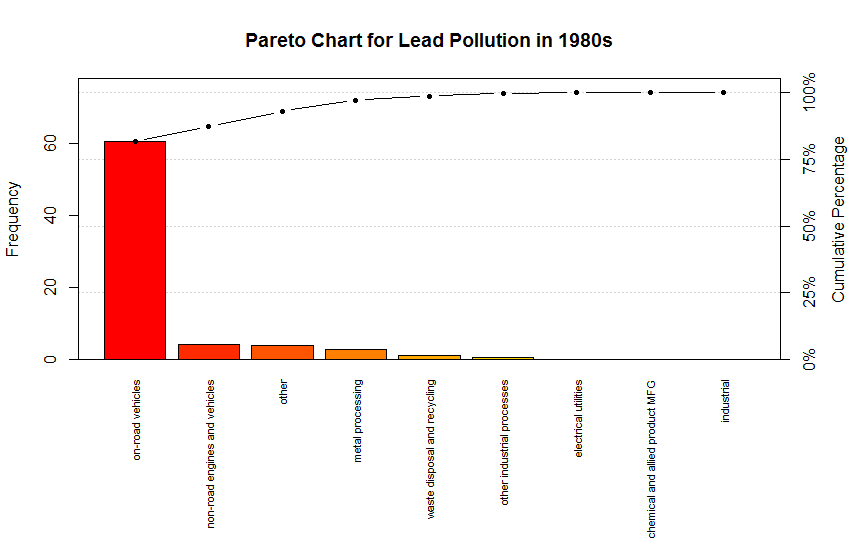 Pareto Chart for Lead Pollution in 1980s
Frequency
0
20
40
60
0%
25%
50%
75%
100%
Cumulative Percentage
on-road vehicles
non-road engines and vehicles
other
metal processing
waste disposal and recycling
other industrial processes
electrical utilities
chemical and allied product MFG
industrial